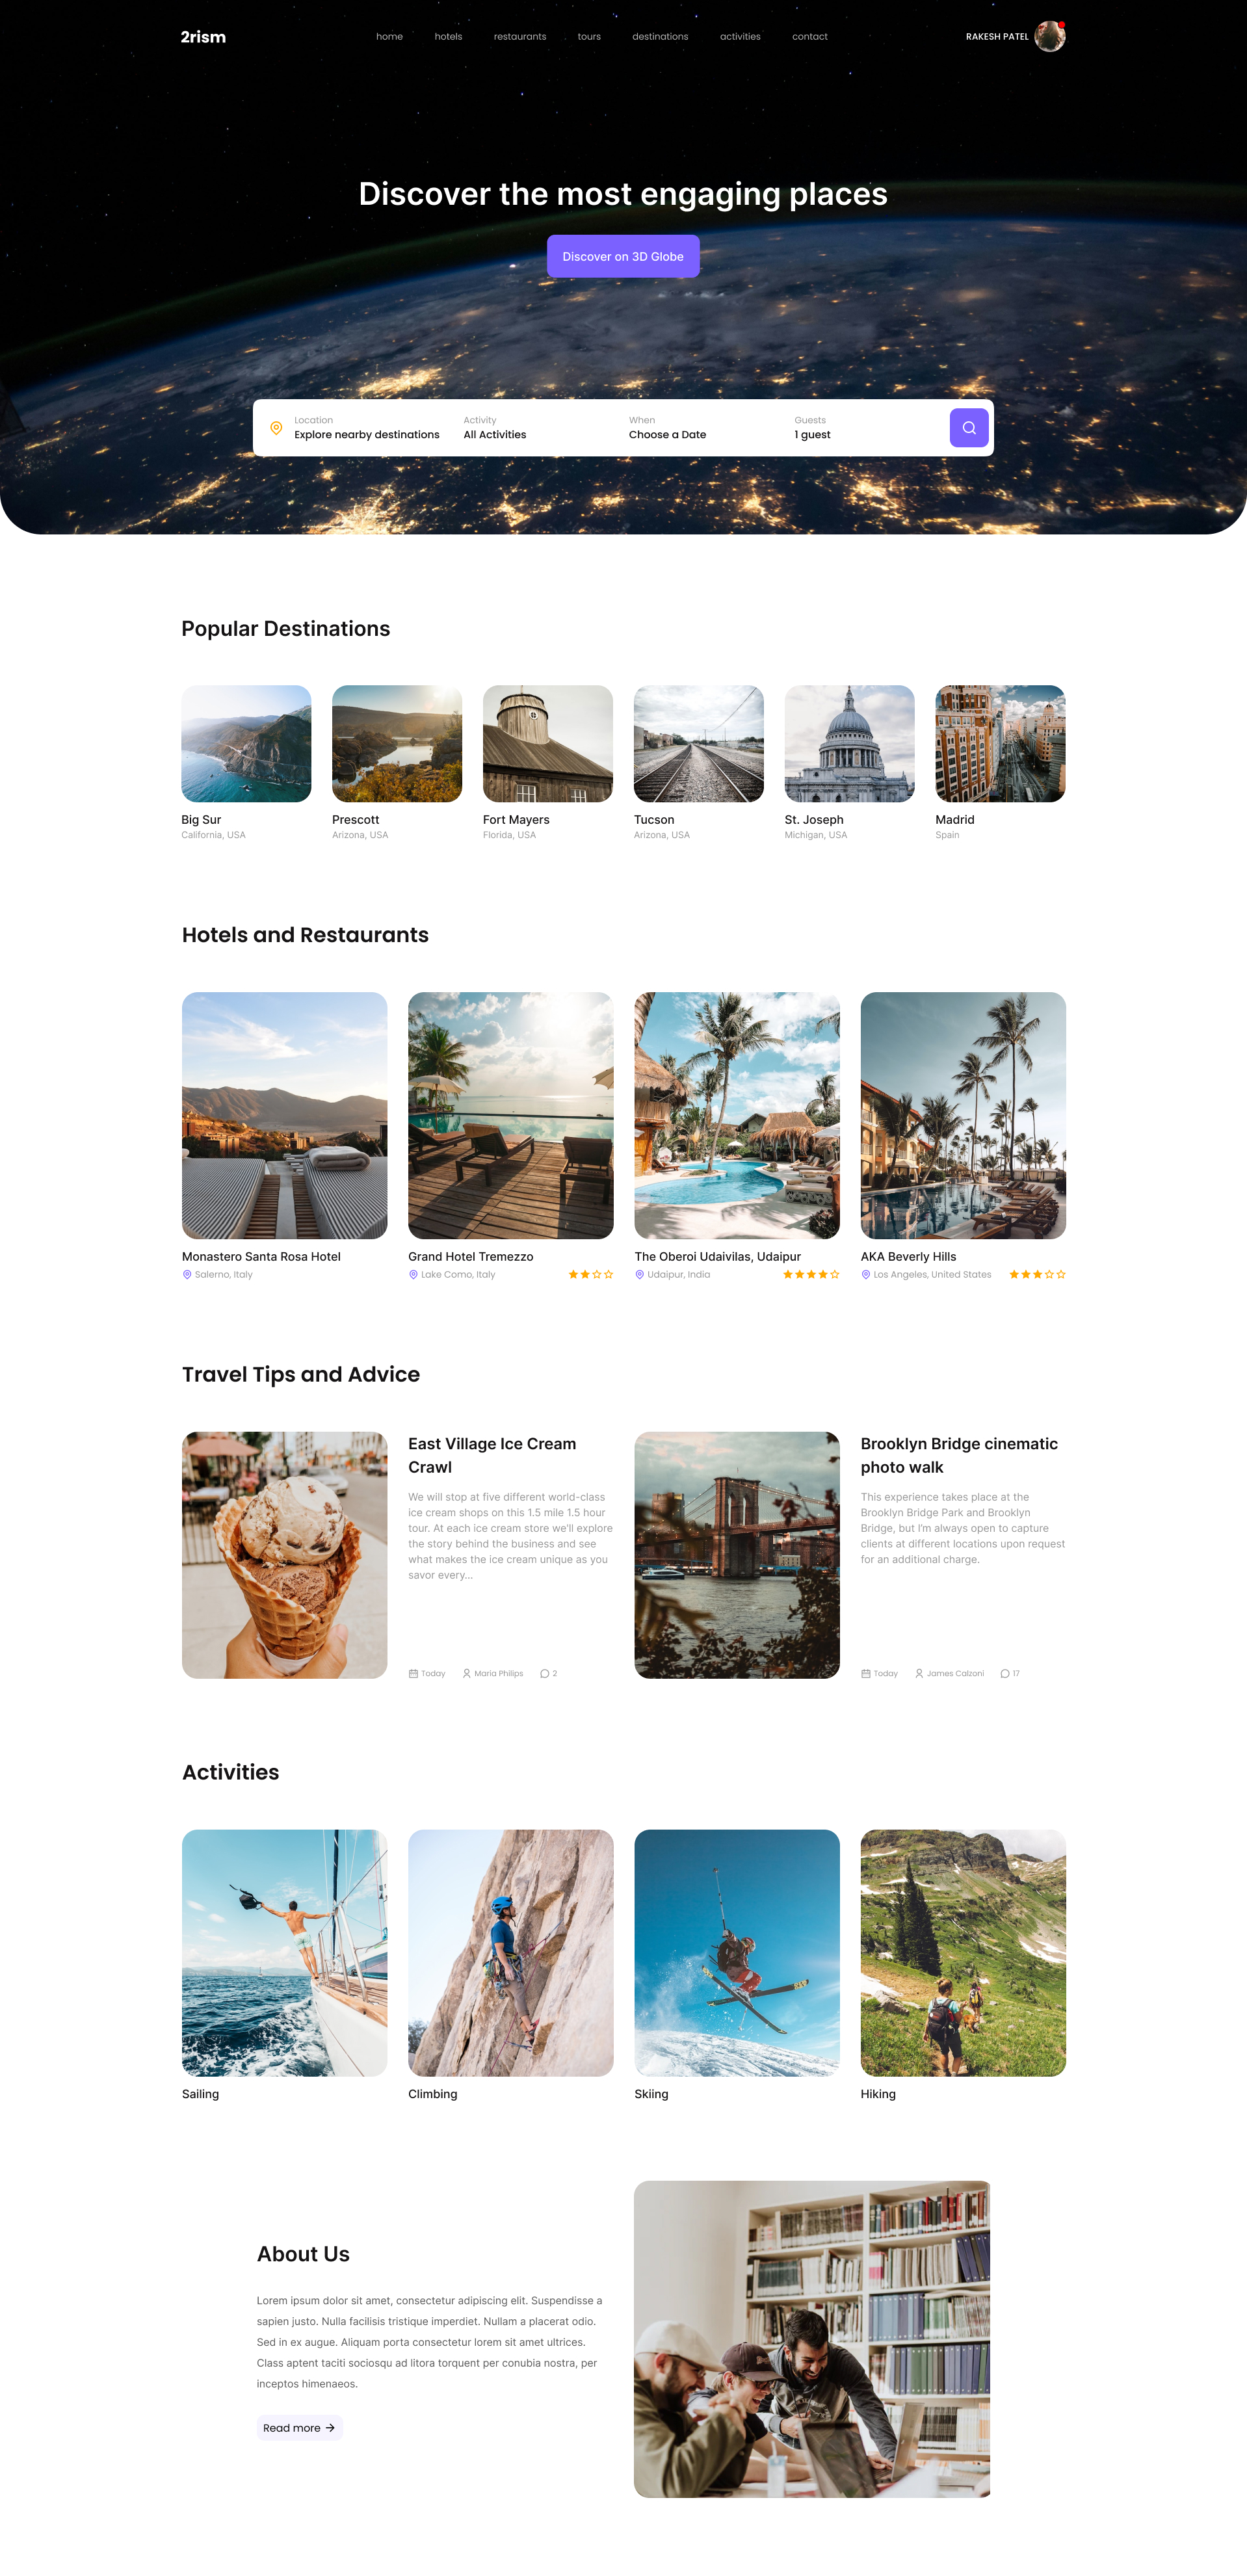 2rism
home hotels restaurants tours destinations activities contact
RAKESH PATEL
Discover the most engaging places
Discover on 3D Globe
Location Activity When Guests
Explore nearby destinations All Activities Choose a Date 1 guest
Popular Destinations
Big Sur Prescott Fort Mayers Tucson St. Joseph Madrid
California, USA Arizona, USA Florida, USA Arizona, USA Michigan, USA Spain
Hotels and Restaurants
Monastero Santa Rosa Hotel Grand Hotel Tremezzo The Oberoi Udaivilas, Udaipur AKA Beverly Hills
Salerno, Italy Lake Como, Italy Udaipur, India Los Angeles, United States
Travel Tips and Advice
East Village Ice Cream
Crawl
We will stop at five different world-class
ice cream shops on this 1.5 mile 1.5 hour
tour. At each ice cream store we'll explore
the story behind the business and see
what makes the ice cream unique as you
savor every...
Today Maria Philips 2
Brooklyn Bridge cinematic
photo walk
This experience takes place at the
Brooklyn Bridge Park and Brooklyn
Bridge, but I'm always open to capture
clients at different locations upon request
for an additional charge.
Today James Calzoni 17
Activities
Sailing Climbing Skiing Hiking
About Us
Lorem ipsum dolor sit amet, consectetur adipiscing elit. Suspendisse a
sapien justo. Nulla facilisis tristique imperdiet. Nullam a placerat odio.
Sed in ex augue. Aliquam porta consectetur lorem sit amet ultrices.
Class aptent taciti sociosqu ad litora torquent per conubia nostra, per
inceptos himenaeos.
Read more